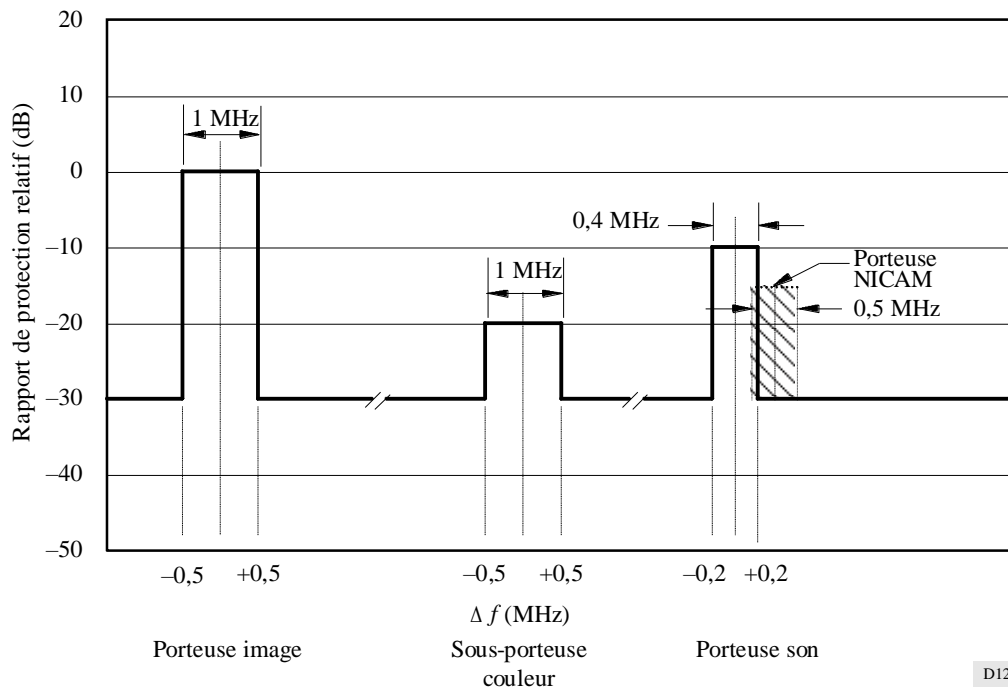 20
10
0
–10
–20
–30
–40
–50
Rapport de protection relatif (dB)
1 MHz
1 MHz
0,4 MHz
Porteuse
NICAM
0,5 MHz
–0,5 +0,5 –0,5 +0,5 –0,2 +0,2
Δ f (MHz)
Porteuse image Sous-porteuse Porteuse son
couleur
D12